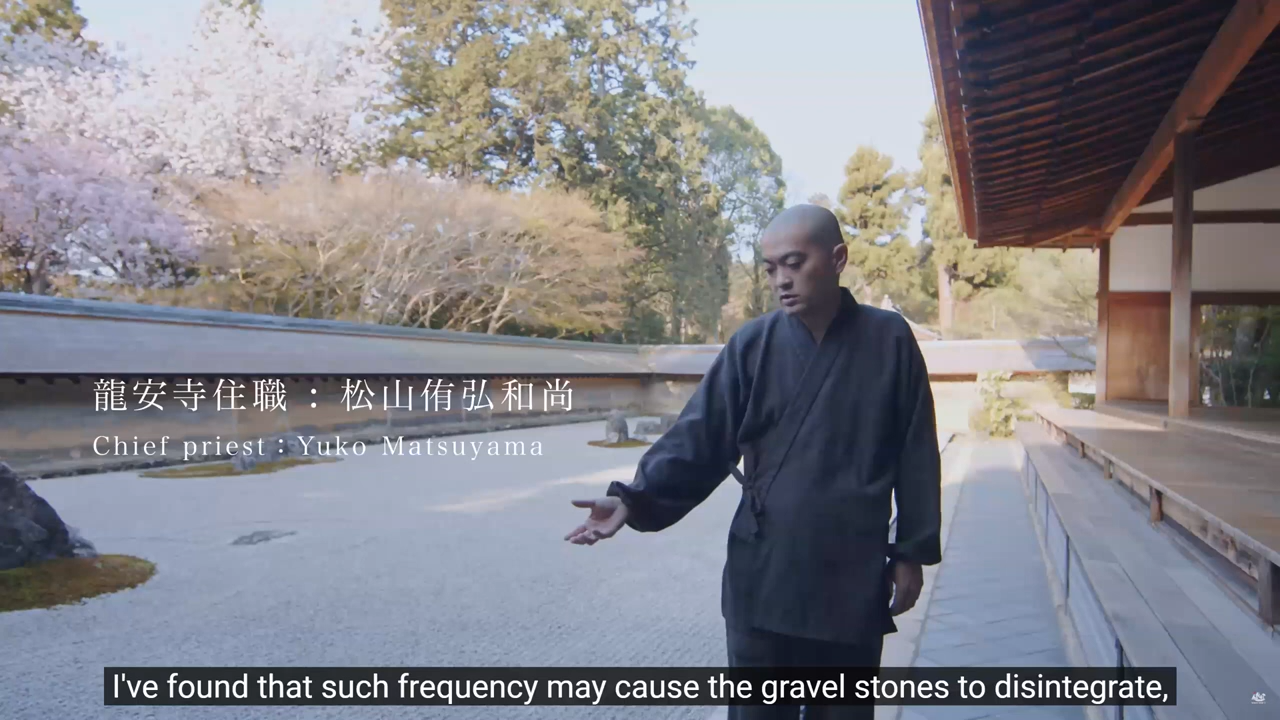 龍安寺住職 : 松山侑弘和尚
Chief priest : Yuko Matsuyama
I've found that such frequency may cause the gravel stones to disintegrate,